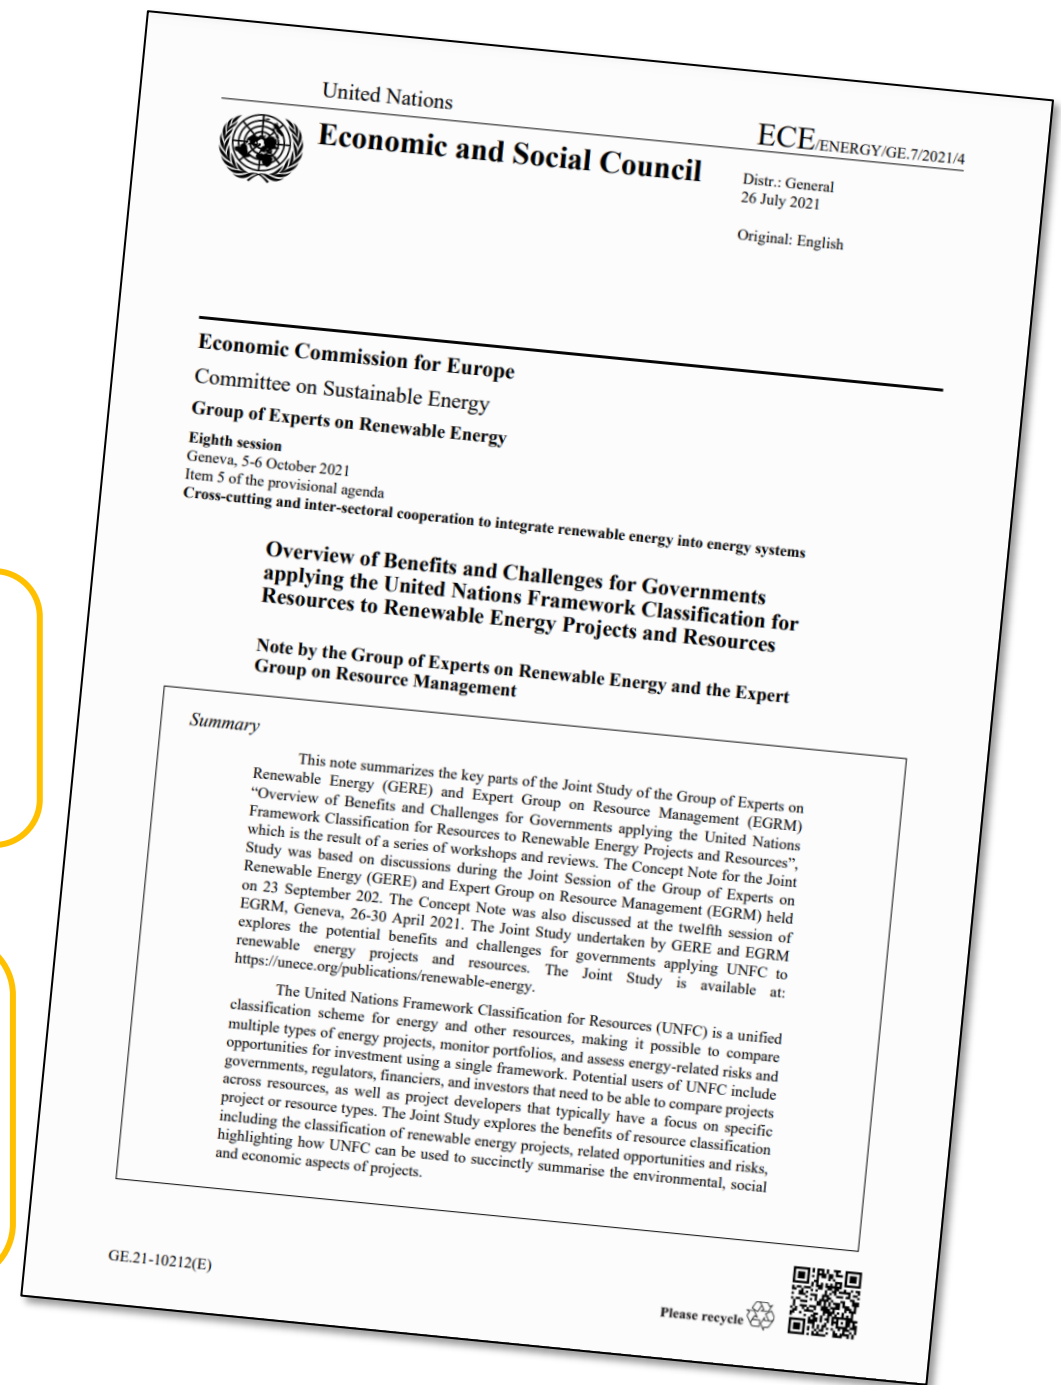 United Nations
ECE/ENERGY/GE.7/2021/4
Economic and Social Council
Distr.: General
26 July 2021
Original: English
Economic Commission for Europe
Committee on Sustainable Energy
Group of Experts on Renewable Energy
Eighth session
Geneva, 5-6 October 2021
Item 5 of the provisional agenda
Cross-cutting and inter-sectoral cooperation to integrate renewable energy into energy systems
Overview of Benefits and Challenges for Governments
applying the United Nations Framework Classification for
Resources to Renewable Energy Projects and Resources
Note by the Group of Experts on Renewable Energy and the Expert
Group on Resource Management
Summary
This note summarizes the key parts of the Joint Study of the Group of Experts on
Renewable Energy (GERE) and Expert Group on Resource Management (EGRM)
“Overview of Benefits and Challenges for Governments applying the United Nations
Framework Classification for Resources to Renewable Energy Projects and Resources”,
which is the result of a series of workshops and reviews. The Concept Note for the Joint
Study was based on discussions during the Joint Session of the Group of Experts on
Renewable Energy (GERE) and Expert Group on Resource Management (EGRM) held
on 23 September 202. The Concept Note was also discussed at the twelfth session of
EGRM, Geneva, 26-30 April 2021. The Joint Study undertaken by GERE and EGRM
explores the potential benefits and challenges for governments applying UNFC to
renewable energy projects and resources. The Joint Study is available at:
https://unece.org/publications/renewable-energy.
The United Nations Framework Classification for Resources (UNFC) is a unified
classification scheme for energy and other resources, making it possible to compare
multiple types of energy projects, monitor portfolios, and assess energy-related risks and
opportunities for investment using a single framework. Potential users of UNFC include
governments, regulators, financiers, and investors that need to be able to compare projects
across resources, as well as project developers that typically have a focus on specific
project or resource types. The Joint Study explores the benefits of resource classification
including the classification of renewable energy projects, related opportunities and risks,
highlighting how UNFC can be used to succinctly summarise the environmental, social
and economic aspects of projects.
GE.21-10212(E)
Please recycle